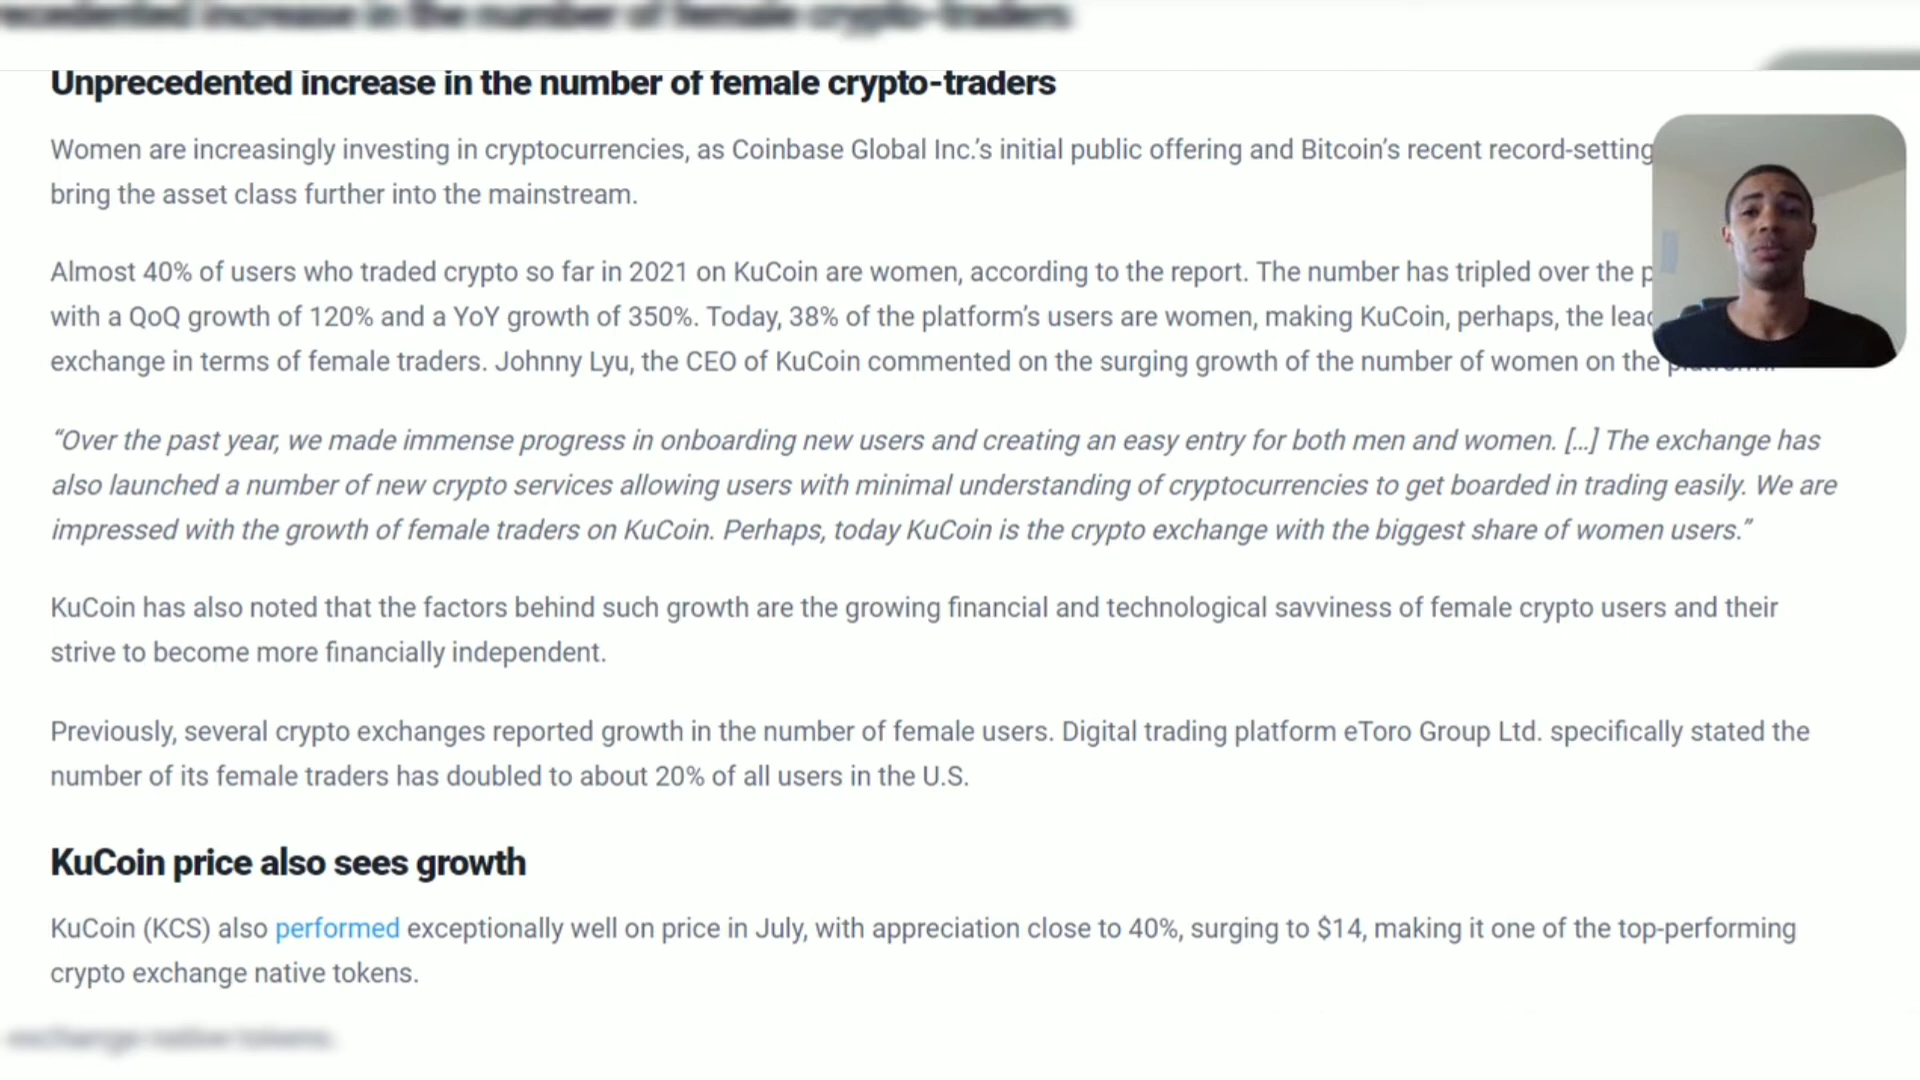 Unprecedented increase in the number of female crypto-traders
Women are increasingly investing in cryptocurrencies, as Coinbase Global Inc.’s initial public offering and Bitcoin’s recent record-setting
bring the asset class further into the mainstream.
Almost 40% of users who traded crypto so far in 2021 on KuCoin are women, according to the report. The number has tripled over the
with a QoQ growth of 120% and a YoY growth of 350%. Today, 38% of the platform’s users are women, making KuCoin, perhaps, the
exchange in terms of female traders. Johnny Lyu, the CEO of KuCoin commented on the surging growth of the number of women on the
“Over the past year, we made immense progress in onboarding new users and creating an easy entry for both men and women. [...] The exchange has
also launched a number of new crypto services allowing users with minimal understanding of cryptocurrencies to get boarded in trading easily. We are
impressed with the growth of female traders on KuCoin. Perhaps, today KuCoin is the crypto exchange with the biggest share of women users.”
KuCoin has also noted that the factors behind such growth are the growing financial and technological savviness of female crypto users and their
strive to become more financially independent.
Previously, several crypto exchanges reported growth in the number of female users. Digital trading platform eToro Group Ltd. specifically stated the
number of its female traders has doubled to about 20% of all users in the U.S.
KuCoin price also sees growth
KuCoin (KCS) also performed exceptionally well on price in July, with appreciation close to 40%, surging to $14, making it one of the top-performing
crypto exchange native tokens.